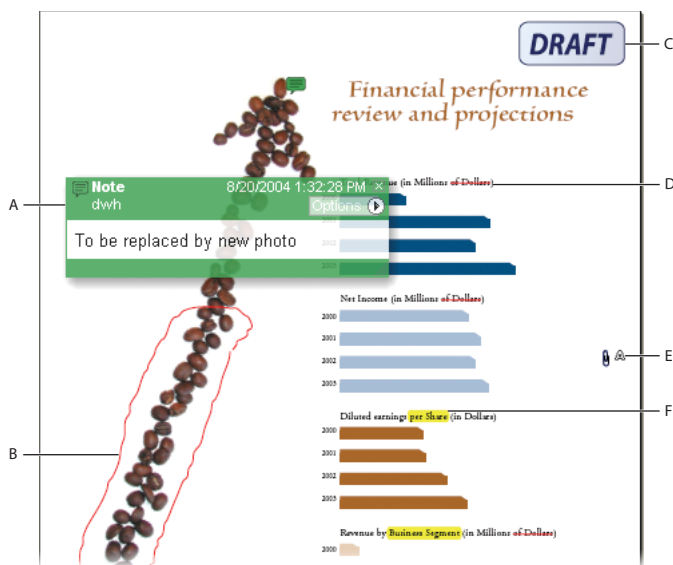 DRAFT
C
Financial performance
review and projections
Note 8/20/2004 1:32:28 PM ×
(in Millions of Dollars)
D
A
dwh Options
To be replaced by new photo
2003
Net Income (in Millions of Dollars)
2000
2001
2002
2003
E
Diluted earnings per Share (in Dollars)
F
2000
2001
B
2002
2003
Revenue by Business Segment (in Millions of Dollars)
2000